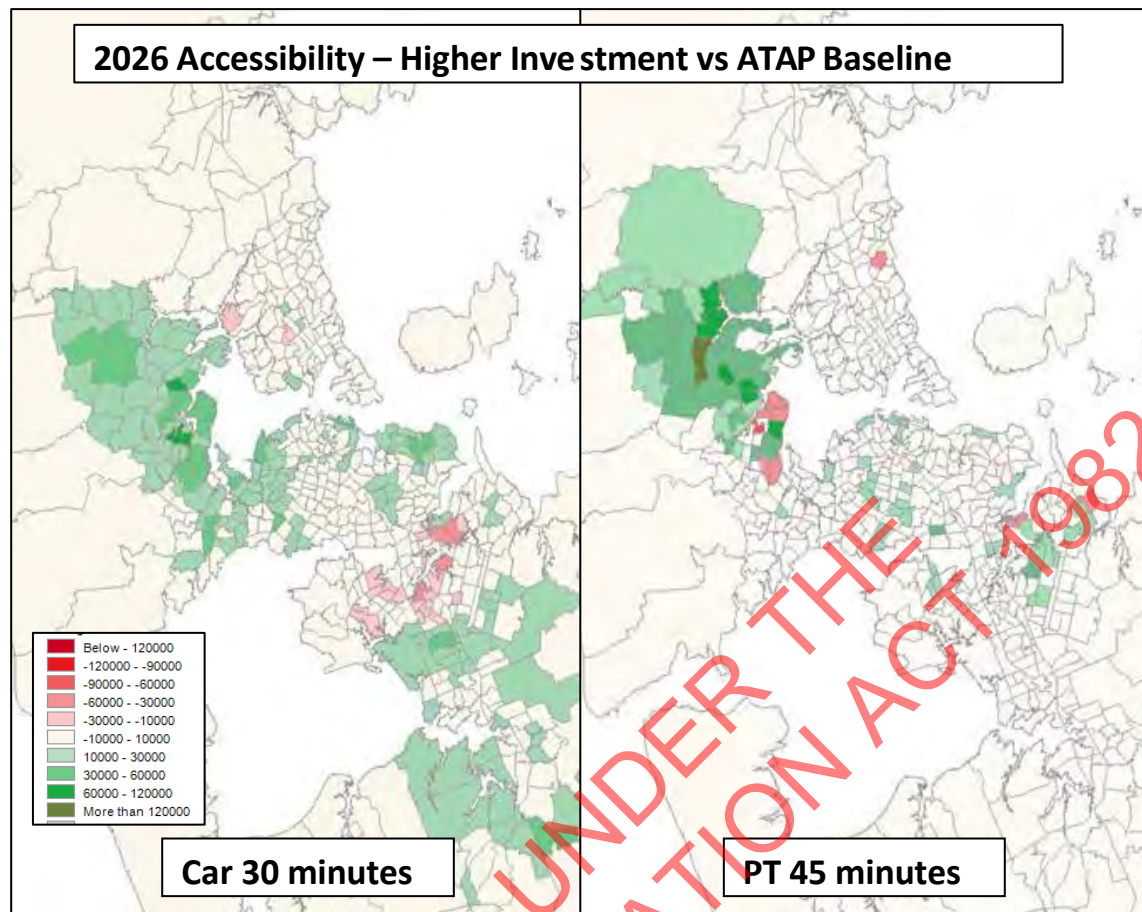 2026 Accessibility – Higher Investment vs ATAP Baseline
Below - 120000
-120000 - -90000
-90000 - -60000
-60000 - -30000
-30000 - -10000
-10000 - 10000
10000 - 30000
30000 - 60000
60000 - 120000
More than 120000
Car 30 minutes
PT 45 minutes
UNDER THE
ATION ACT 1982